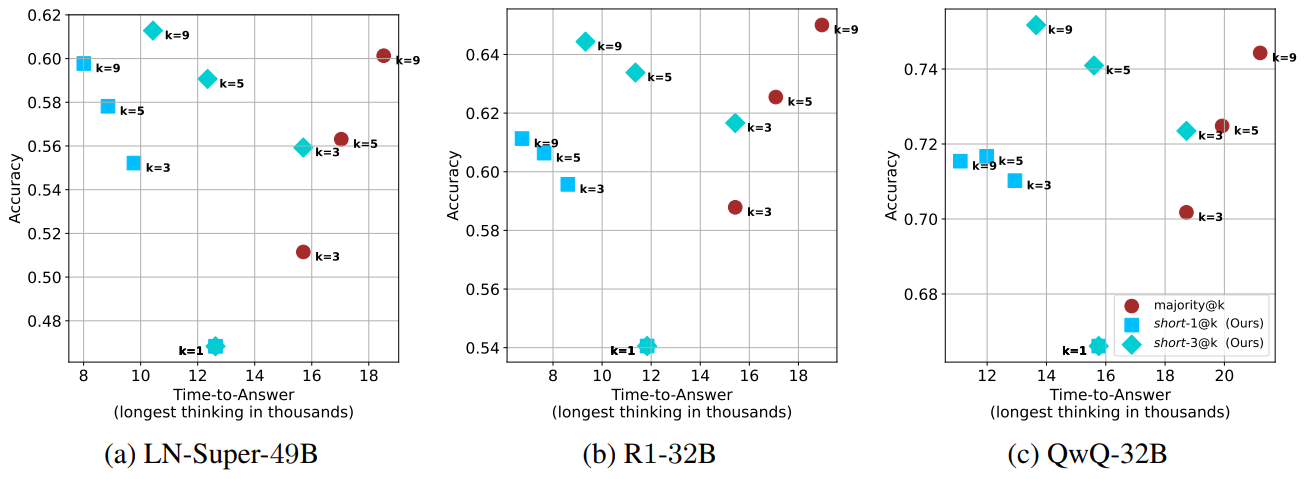 0.62
0.60
0.58
0.56
0.54
0.52
0.50
0.48
Accuracy
k=9
k=9
k=9
k=5
k=5
k=5
k=3
k=3
k=3
k=1
8 10 12 14 16 18
Time-to-Answer
(longest thinking in thousands)
(a) LN-Super-49B
0.64
0.62
0.60
0.58
0.56
0.54
Accuracy
k=9
k=9
k=5
k=5
k=3
k=9
k=5
k=3
k=3
k=1
8 10 12 14 16 18
Time-to-Answer
(longest thinking in thousands)
(b) R1-32B
0.74
0.72
0.70
0.68
Accuracy
k=9
k=9
k=5
k=5
k=3
k=5
k=9
k=3
k=3
k=1
majority@k
short-1@k (Ours)
short-3@k (Ours)
12 14 16 18 20
Time-to-Answer
(longest thinking in thousands)
(c) QwQ-32B